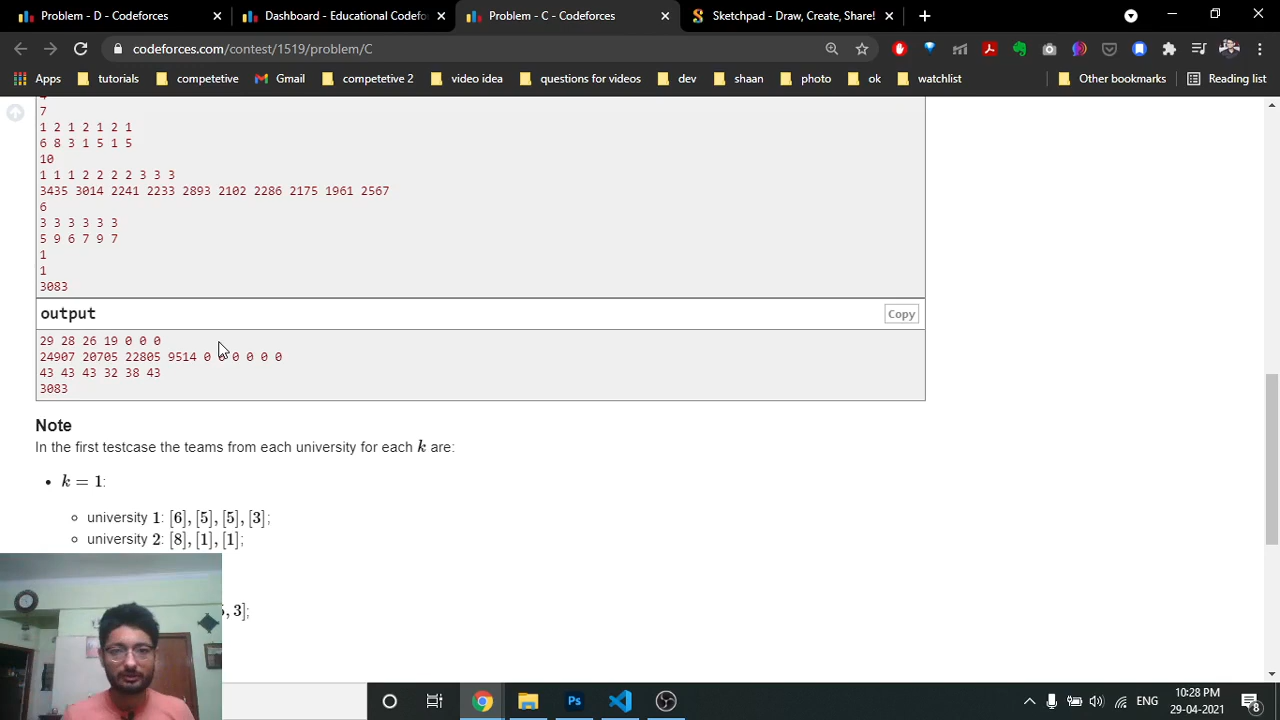 Problem - D - Codeforces
Dashboard - Educational Codefo
Problem - C - Codeforces
Sketchpad - Draw, Create, Share!
codeforces.com/contest/1519/problem/C
Apps tutorials competetive Gmail competetive 2 video idea questions for videos dev shaan photo ok watchlist Other bookmarks Reading list
4
7
1 2 1 2 1 2 1
6 8 3 1 5 1 5
10
1 1 1 2 2 2 2 3 3 3
3435 3014 2241 2233 2893 2102 2286 2175 1961 2567
6
3 3 3 3 3 3
5 9 6 7 9 7
1
1
3083
output
Copy
29 28 26 19 0 0 0
24907 20705 22805 9514 0 0 0 0 0 0
43 43 43 32 38 43
3083
Note
In the first testcase the teams from each university for each k are:
k = 1:
university 1: [6], [5], [5], [3];
university 2: [8], [1], [1];
, 3];
ENG
10:28 PM
29-04-2021
8